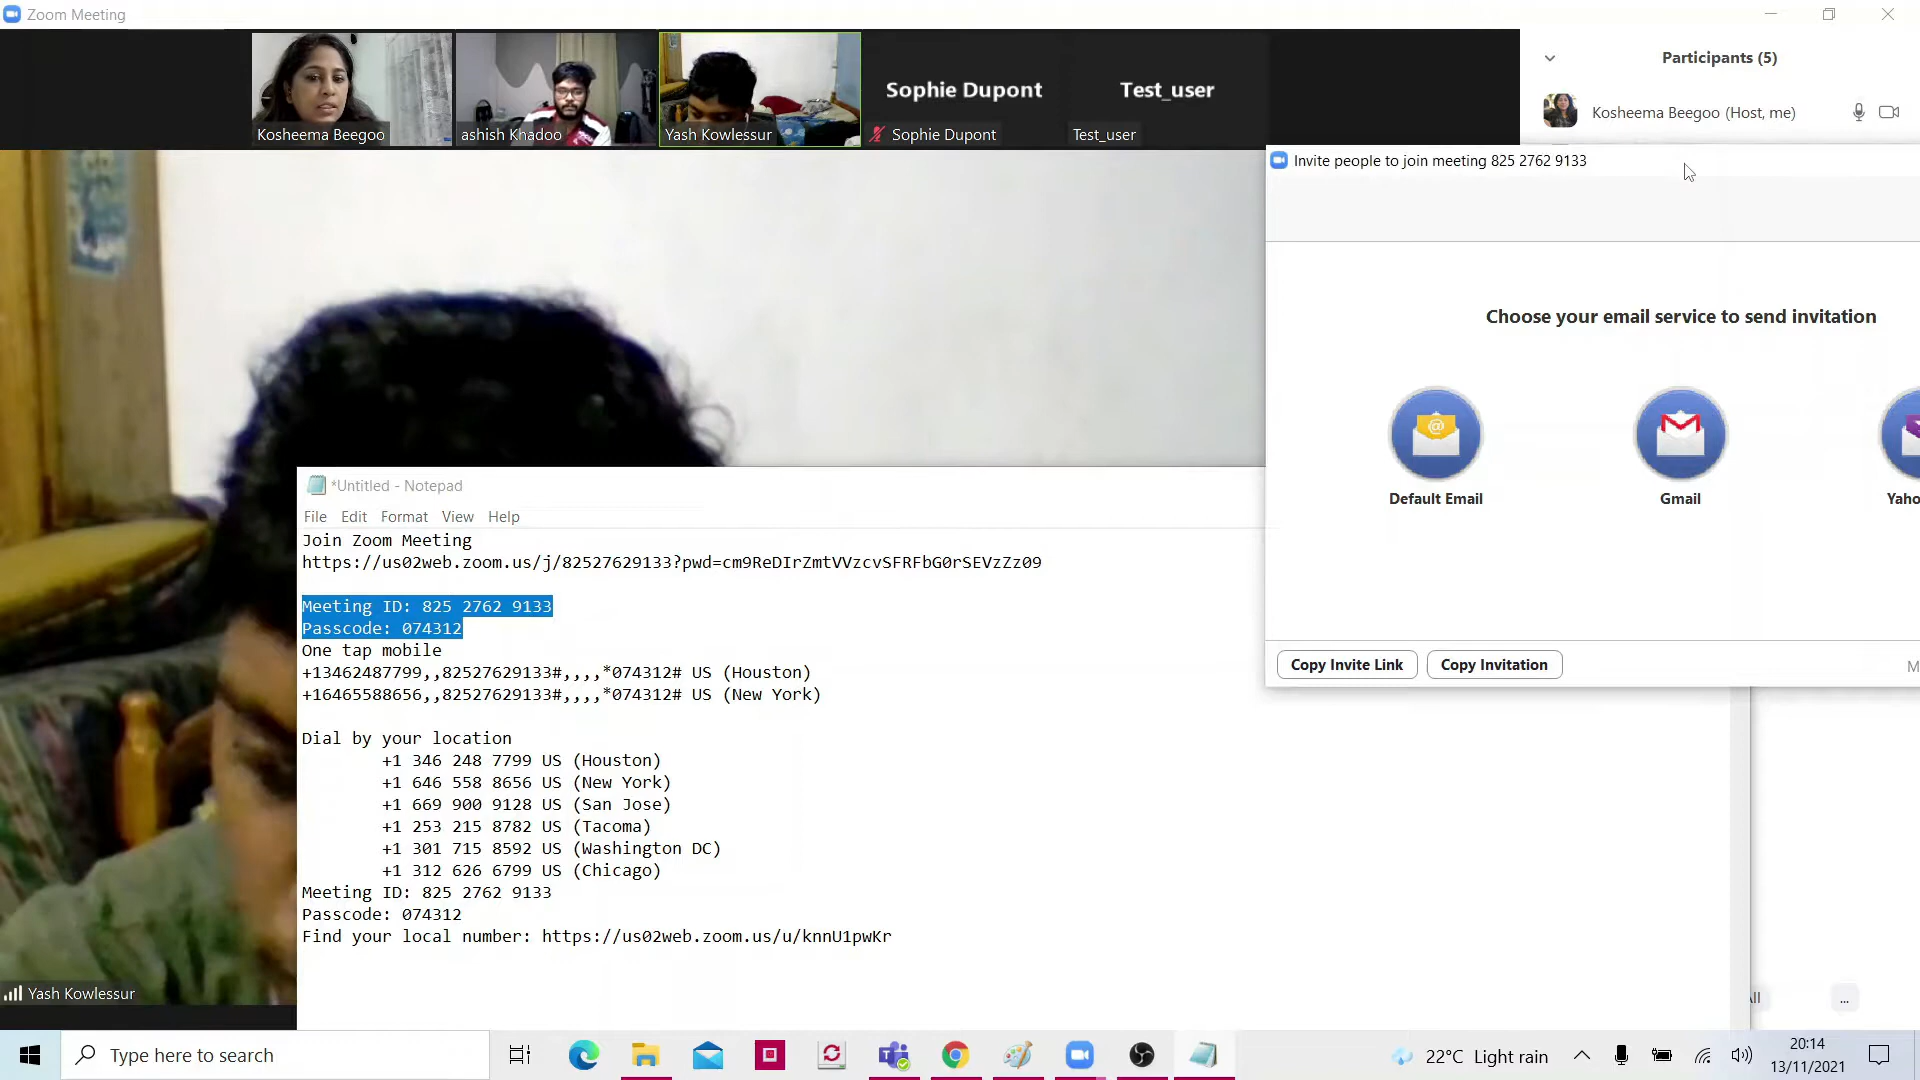 Zoom Meeting
Kosheema Beegoo
ashish Khadoo
Yash Kowlessur
Sophie Dupont
Sophie Dupont
Test_user
Test_user
Participants (5)
Kosheema Beegoo (Host, me)
Invite people to join meeting 825 2762 9133
Choose your email service to send invitation
Default Email
Gmail
Yaho
Copy Invite Link
Copy Invitation
M
*Untitled - Notepad
File Edit Format View Help
Join Zoom Meeting
https://us02web.zoom.us/j/82527629133?pwd=cm9ReDIrZmtVVzcvSFRFbG0rSEVzZz09
Meeting ID: 825 2762 9133
Passcode: 074312
One tap mobile
+13462487799,,82527629133#,,,,*074312# US (Houston)
+16465588656,,82527629133#,,,,*074312# US (New York)
Dial by your location
+1 346 248 7799 US (Houston)
+1 646 558 8656 US (New York)
+1 669 900 9128 US (San Jose)
+1 253 215 8782 US (Tacoma)
+1 301 715 8592 US (Washington DC)
+1 312 626 6799 US (Chicago)
Meeting ID: 825 2762 9133
Passcode: 074312
Find your local number: https://us02web.zoom.us/u/knnU1pwKr
Yash Kowlessur
...
Type here to search
22°C Light rain
20:14
13/11/2021